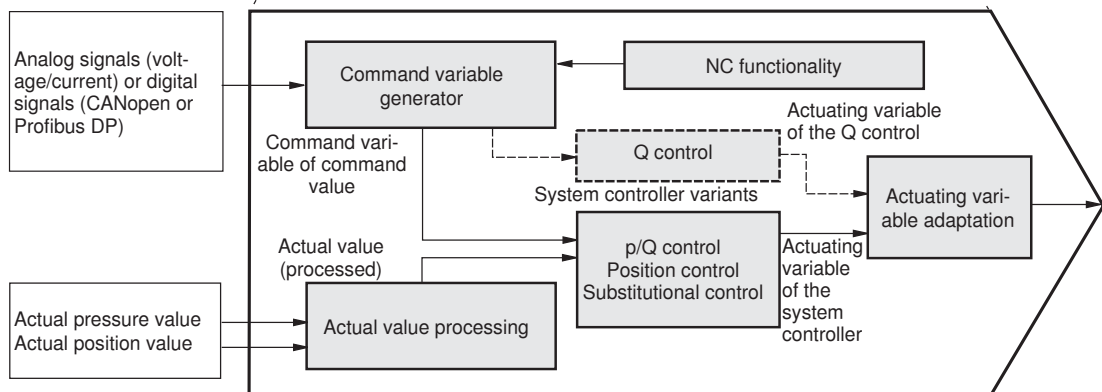 Analog signals (volt-
age/current) or digital
signals (CANopen or
Profibus DP)
Command variable
generator
NC functionality
Command vari-
able of command
value
Actuating variable
of the Q control
Q control
System controller variants
Actuating vari-
able adaptation
Actual value
(processed)
p/Q control
Position control
Substitutional control
Actuating
variable
of the
system
controller
Actual pressure value
Actual position value
Actual value processing